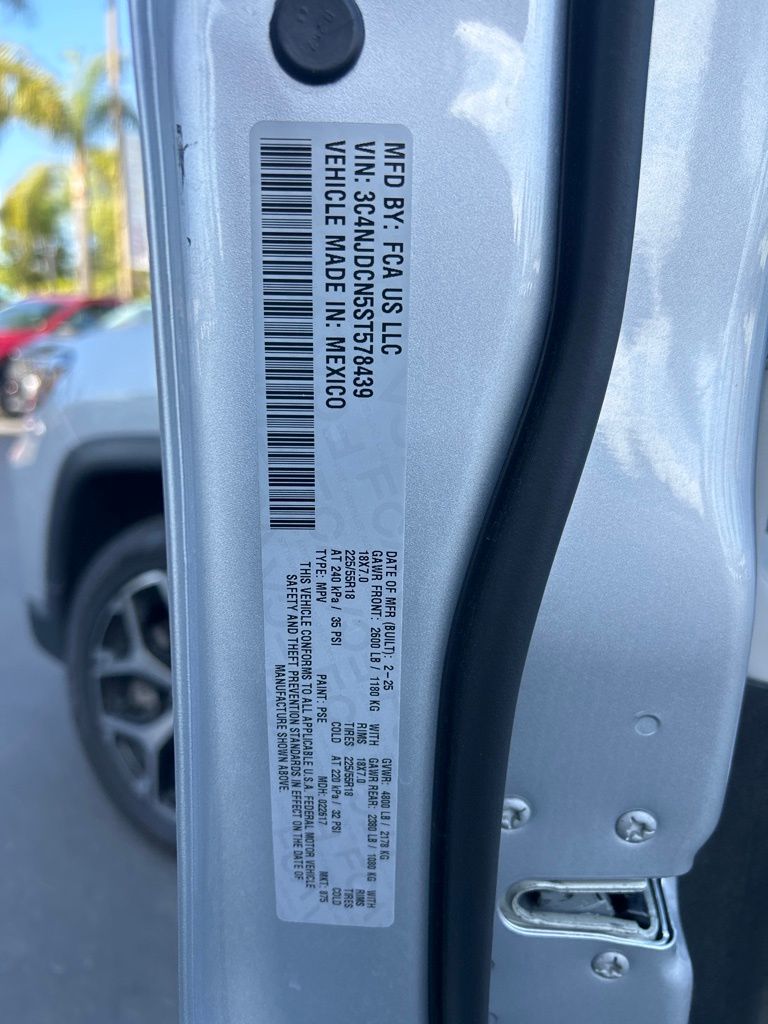 MFD BY: FCA US LLC
VIN: 3C4NJDCN5ST578439
VEHICLE MADE IN: MEXICO
DATE OF MFR (BUILT): 2-25 GVWR: 4800 LB / 2178 KG
GAWR FRONT: 2600 LB / 1180 KG WITH GAWR REAR: 2380 LB / 1080 KG WITH
18X7.0 RIMS 18X7.0 RIMS
225/55R18 TIRES 225/55R18 TIRES
AT 240 kPa / 35 PSI COLD AT 220 kPa / 32 PSI COLD
TYPE: MPV PAINT: PSE MDH: 022617 MKT: 875
THIS VEHICLE CONFORMS TO ALL APPLICABLE U.S.A. FEDERAL MOTOR VEHICLE
SAFETY AND THEFT PREVENTION STANDARDS IN EFFECT ON THE DATE OF
MANUFACTURE SHOWN ABOVE.